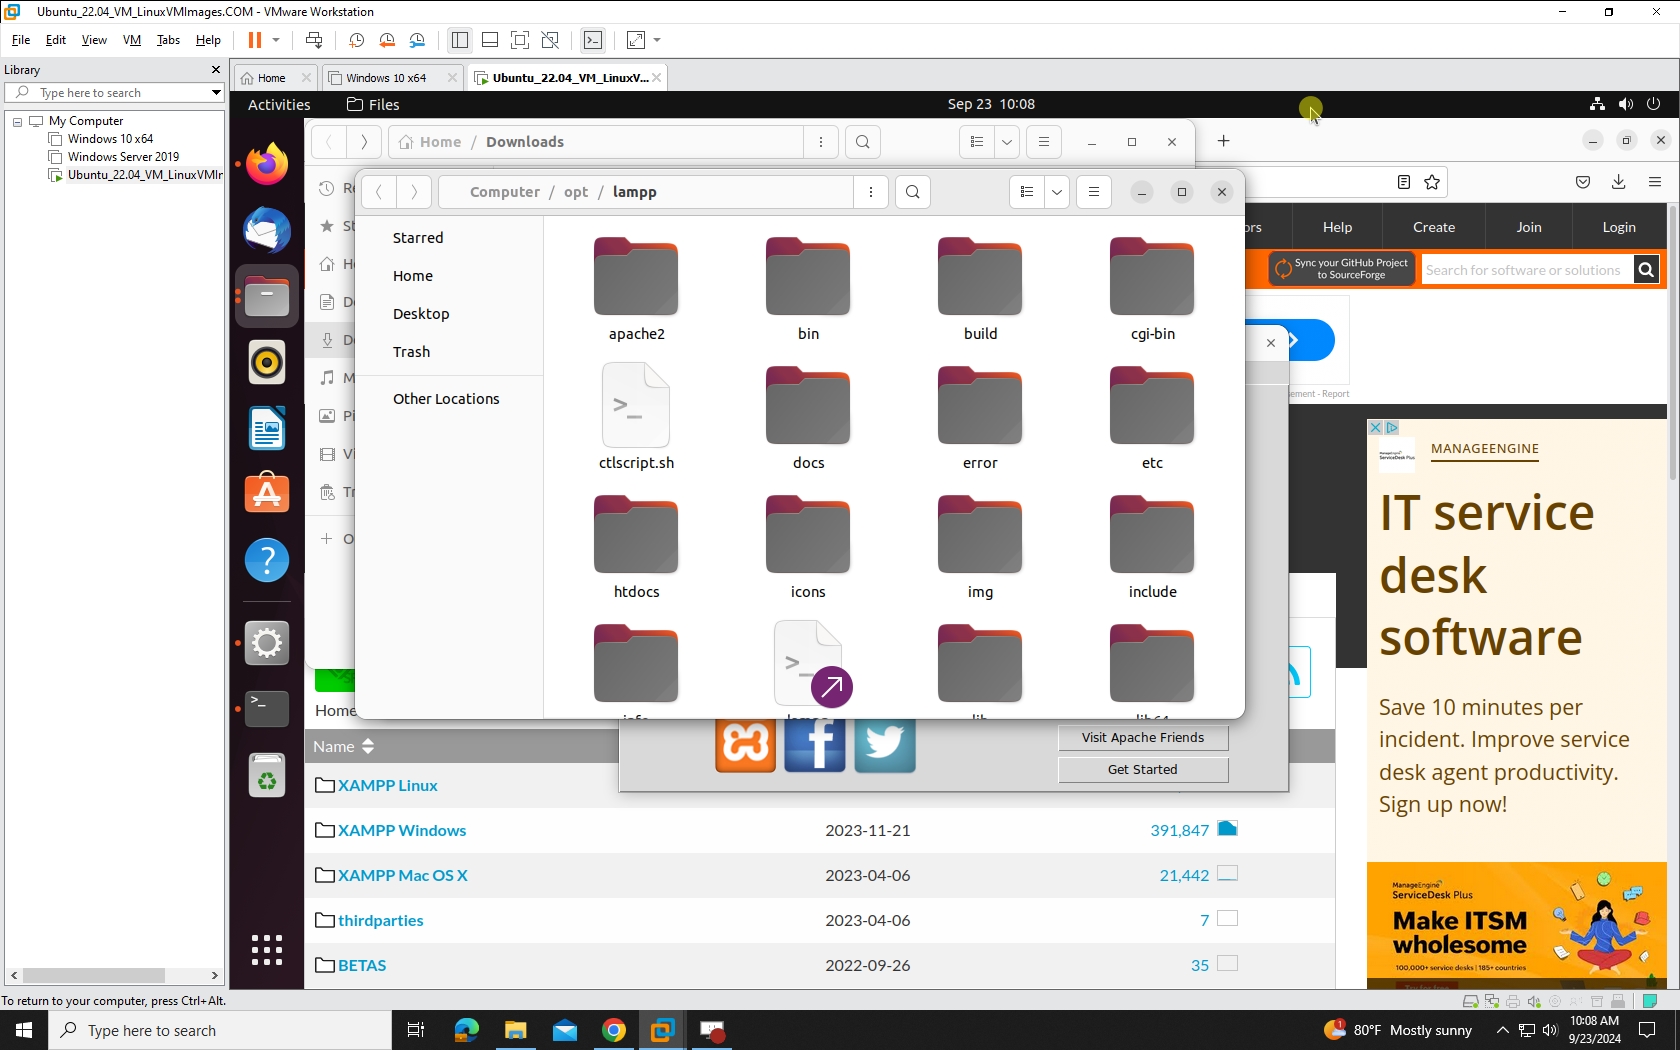 Ubuntu_22.04_VM_LinuxVMImages.COM - VMware Workstation
File Edit View VM Tabs Help
Library
Type here to search
My Computer
Windows 10 x64
Windows Server 2019
Ubuntu_22.04_VM_LinuxVMIr
Home
Windows 10 x64
Ubuntu_22.04_VM_LinuxV...
Activities
Files
Sep 23 10:08
Home / Downloads
Computer / opt / lampp
Starred
Home
Desktop
Trash
Other Locations
apache2
bin
build
cgi-bin
ctlscript.sh
docs
error
etc
htdocs
icons
img
include
Help
Create
Join
Login
Sync your GitHub Project
to SourceForge
Search for software or solutions
ement - Report
MANAGEENGINE
IT service
desk
software
Save 10 minutes per
incident. Improve service
desk agent productivity.
Sign up now!
ManageEngine
ServiceDesk Plus
Make ITSM
wholesome
100,000+ service desks | 185+ countries
Home
Visit Apache Friends
Get Started
Name
XAMPP Linux
XAMPP Windows 2023-11-21 391,847
XAMPP Mac OS X 2023-04-06 21,442
thirdparties 2023-04-06 7
BETAS 2022-09-26 35
To return to your computer, press Ctrl+Alt.
Type here to search
80°F Mostly sunny
10:08 AM
9/23/2024